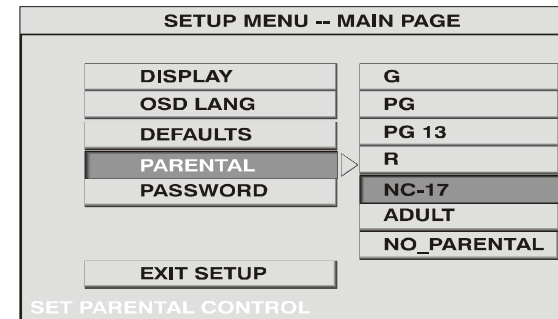 SETUP MENU -- MAIN PAGE
DISPLAY
OSD LANG
DEFAULTS
PARENTAL
PASSWORD
EXIT SETUP
G
PG
PG 13
R
NC-17
ADULT
NO_PARENTAL
SET PARENTAL CONTROL